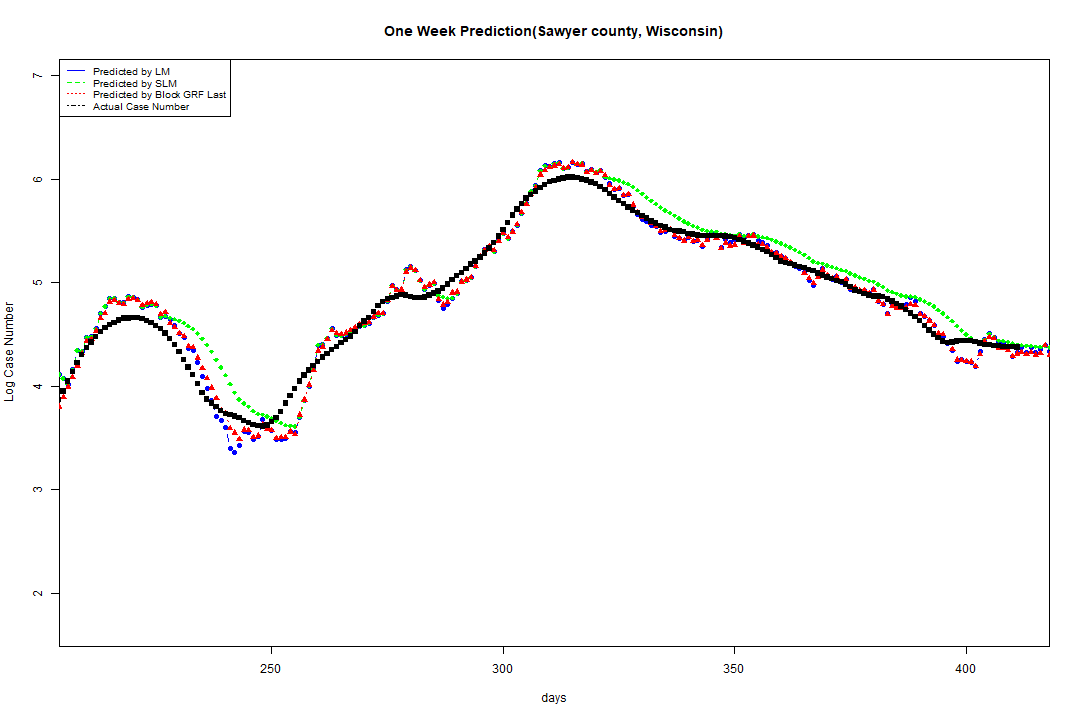 One Week Prediction(Sawyer county, Wisconsin)
Predicted by LM
Predicted by SLM
Predicted by Block GRF Last
Actual Case Number
Log Case Number
7
6
5
4
3
2
250 300 350 400
days